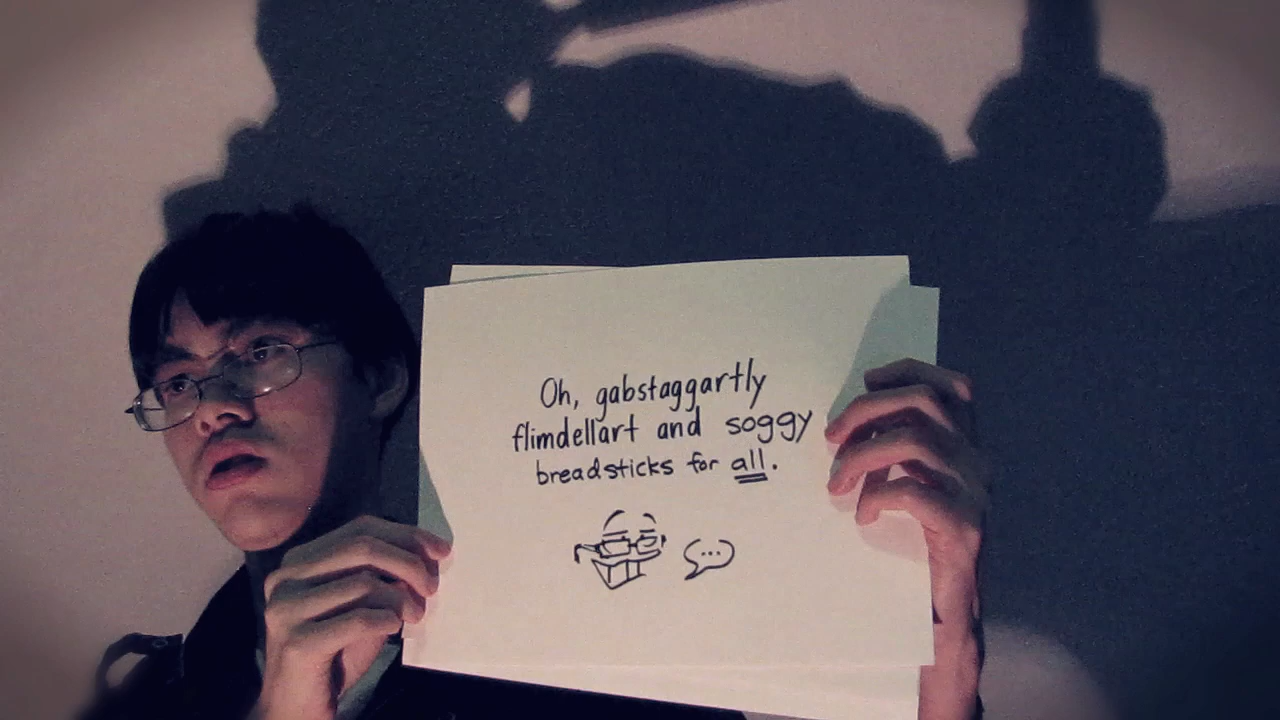 Oh, gabstaggartly
flimdellart and soggy
breadsticks for all.
...